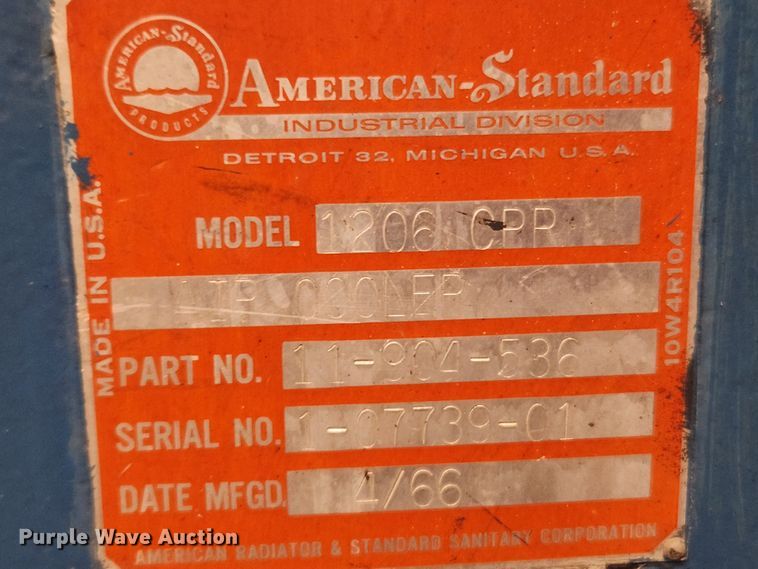 AMERICAN-Standard
PRODUCTS
AMERICAN-Standard
INDUSTRIAL DIVISION
DETROIT 32, MICHIGAN U.S.A.
MADE IN U.S.A.
MODEL 1206 CPR
AIR COOLER
10W4R104
PART NO. 11-904-536
SERIAL NO. 1-07739-01
DATE MFGD. 4/66
AMERICAN RADIATOR & STANDARD SANITARY CORPORATION
Purple Wave Auction